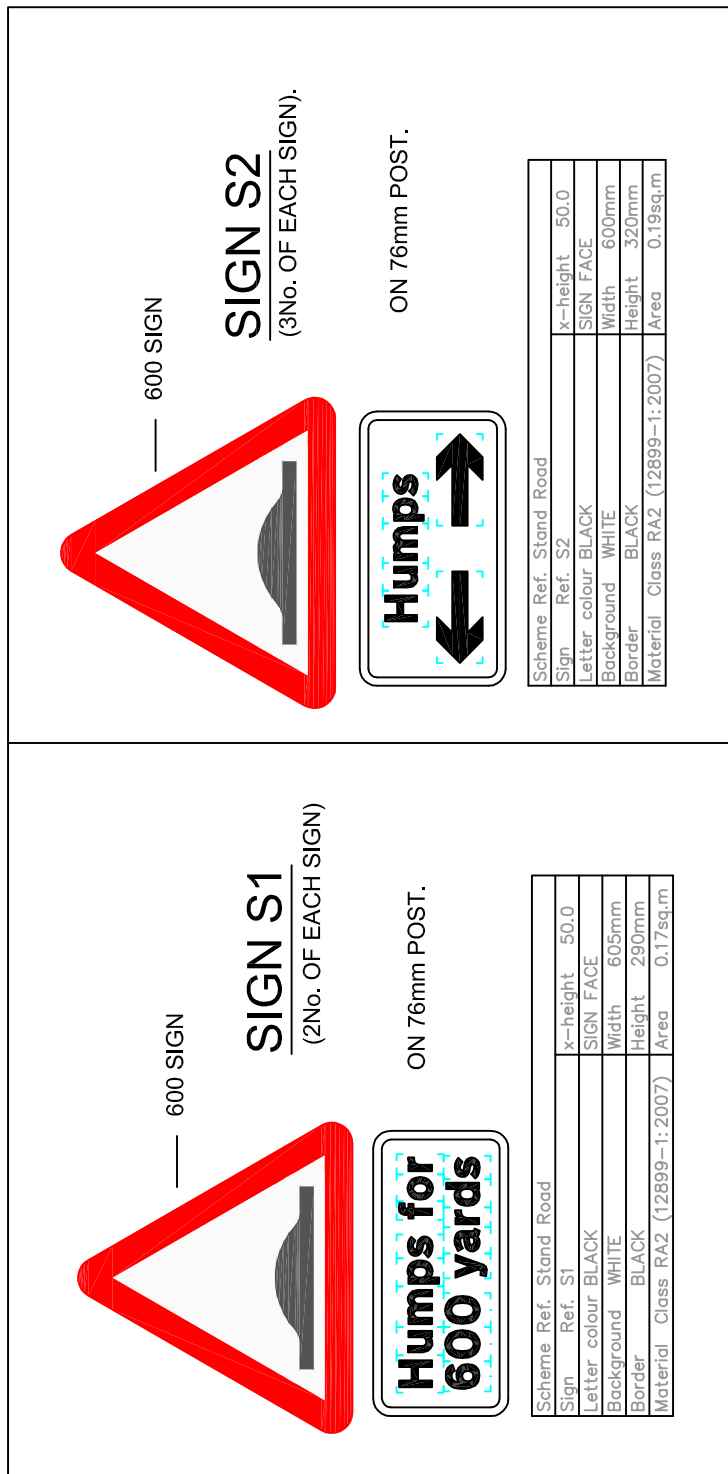 600 SIGN
SIGN S1
(2No. OF EACH SIGN)
Humps for
600 yards
ON 76mm POST.
Scheme Ref. Stand Road
Sign Ref. S1 x-height 50.0
Letter colour BLACK SIGN FACE
Background WHITE Width 605mm
Border BLACK Height 290mm
Material Class RA2 (12899-1:2007) Area 0.17sq.m
600 SIGN
SIGN S2
(3No. OF EACH SIGN).
Humps
ON 76mm POST.
Scheme Ref. Stand Road
Sign Ref. S2 x-height 50.0
Letter colour BLACK SIGN FACE
Background WHITE Width 600mm
Border BLACK Height 320mm
Material Class RA2 (12899-1:2007) Area 0.19sq.m